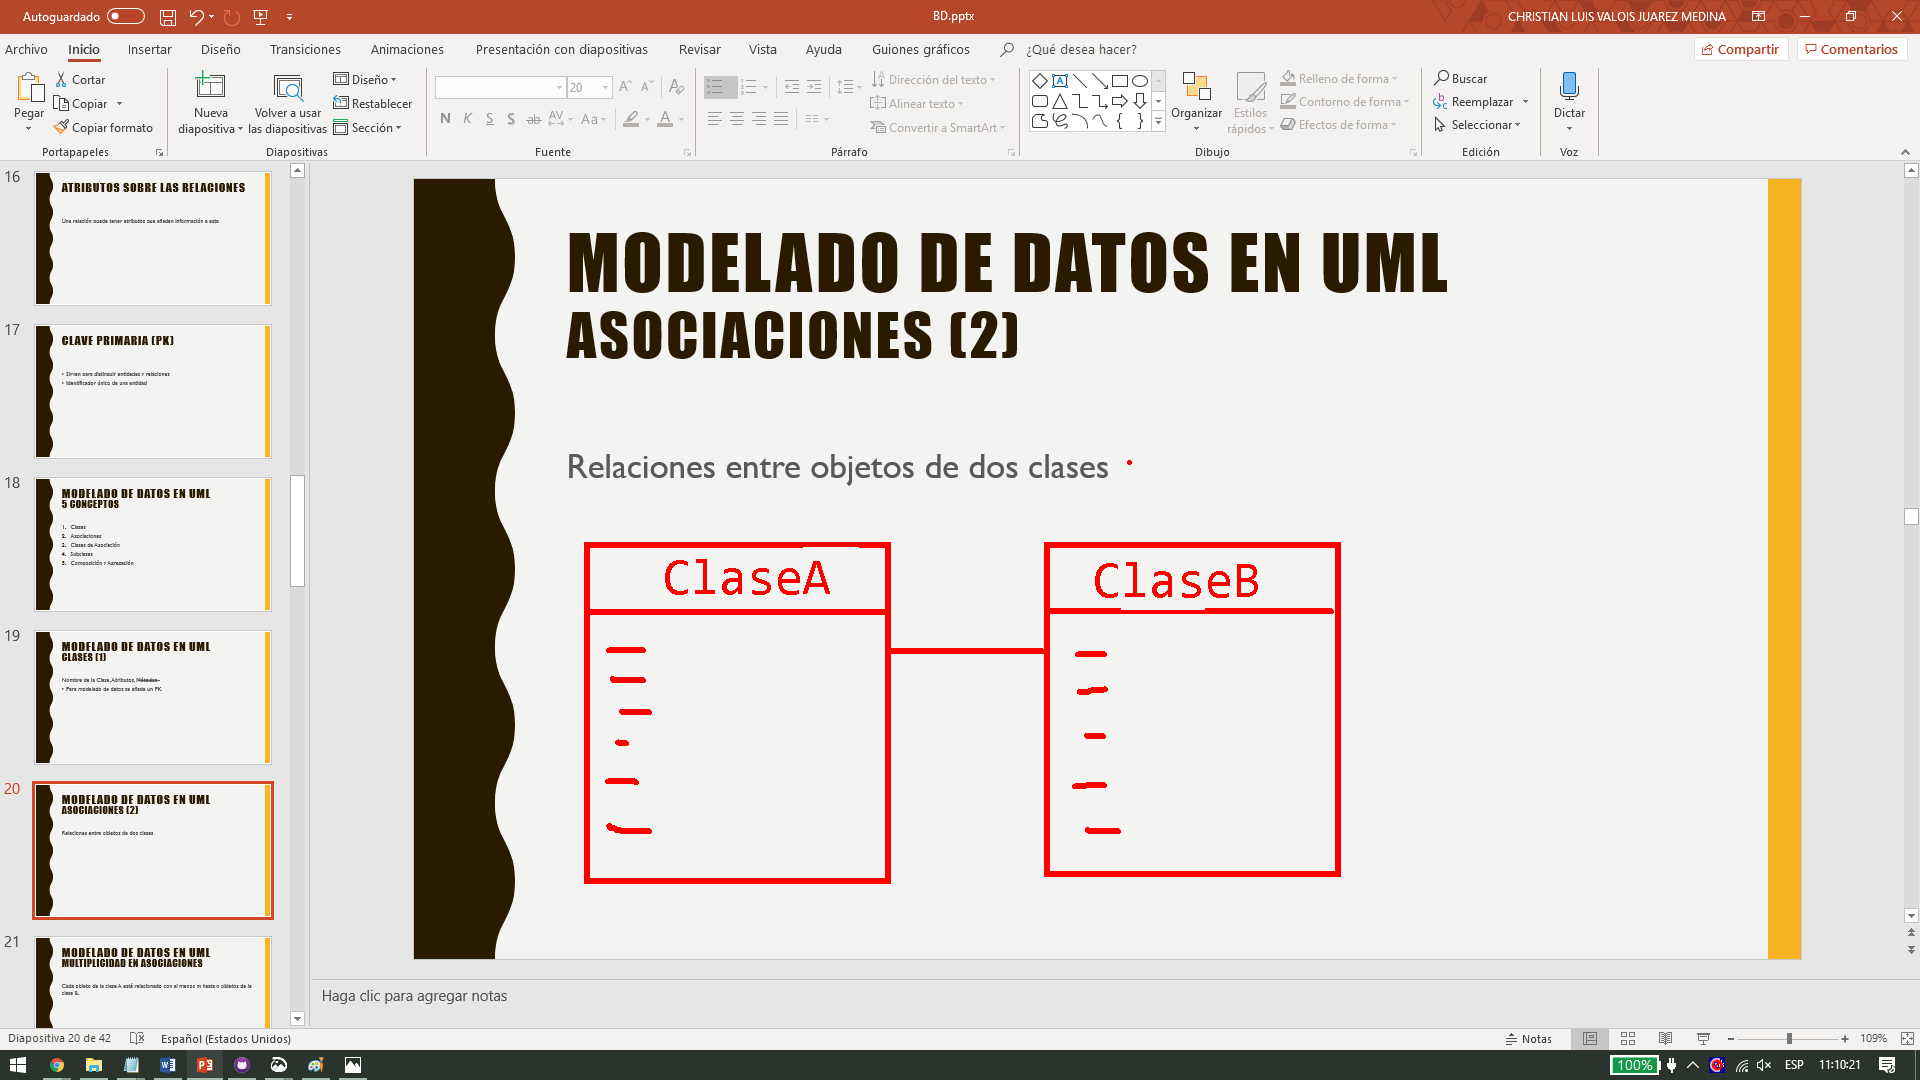 Autoguardado
BD.pptx
CHRISTIAN LUIS VALOIS JUAREZ MEDINA
Archivo Inicio Insertar Diseño Transiciones Animaciones Presentación con diapositivas Revisar Vista Ayuda Guiones gráficos ¿Qué desea hacer? Compartir Comentarios
Pegar
Cortar
Copiar
Copiar formato
Portapapeles
Nueva diapositiva
Volver a usar las diapositivas
Diseño
Restablecer
Sección
Diapositivas
20
N K S S ab AV Aa A
Fuente
Dirección del texto
Alinear texto
Convertir a SmartArt
Párrafo
Organizar
Estilos rápidos
Relleno de forma
Contorno de forma
Efectos de forma
Dibujo
Buscar
Reemplazar
Seleccionar
Edición
Dictar
Voz
16
ATRIBUTOS SOBRE LAS RELACIONES
Una relación puede tener atributos que añaden información a esta
17
CLAVE PRIMARIA (PK)
• Sirven para distinguir entidades y relaciones
• Identificador único de una entidad
18
MODELADO DE DATOS EN UML
5 CONCEPTOS
1. Clases
2. Asociaciones
3. Clases de Asociación
4. Subclases
5. Composición y Agregación
19
MODELADO DE DATOS EN UML
CLASES (1)
Nombre de la Clase, Atributos, Métodos
• Para modelado de datos se añade un PK
20
MODELADO DE DATOS EN UML
ASOCIACIONES (2)
Relaciones entre objetos de dos clases
21
MODELADO DE DATOS EN UML
MULTIPLICIDAD EN ASOCIACIONES
Cada objeto de la clase A está relacionado con al menos m hasta n objetos de la
clase B.
MODELADO DE DATOS EN UML
ASOCIACIONES (2)
Relaciones entre objetos de dos clases
ClaseA
ClaseB
Haga clic para agregar notas
Diapositiva 20 de 42 Español (Estados Unidos) Notas 109%
100% ESP 11:10:21